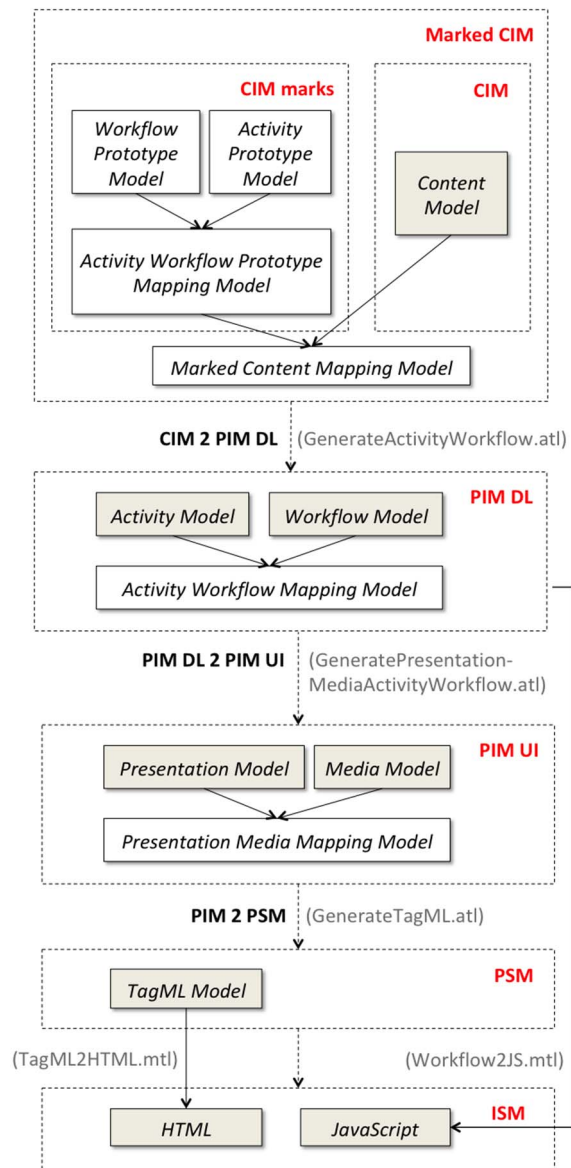 Marked CIM
CIM marks
CIM
Workflow
Prototype
Model
Activity
Prototype
Model
Content
Model
Activity Workflow Prototype
Mapping Model
Marked Content Mapping Model
CIM 2 PIM DL
(GenerateActivityWorkflow.atl)
PIM DL
Activity Model
Workflow Model
Activity Workflow Mapping Model
PIM DL 2 PIM UI
(GeneratePresentation-
MediaActivityWorkflow.atl)
PIM UI
Presentation Model
Media Model
Presentation Media Mapping Model
PIM 2 PSM
(GenerateTagML.atl)
PSM
TagML Model
(TagML2HTML.mtl)
(Workflow2JS.mtl)
ISM
HTML
JavaScript